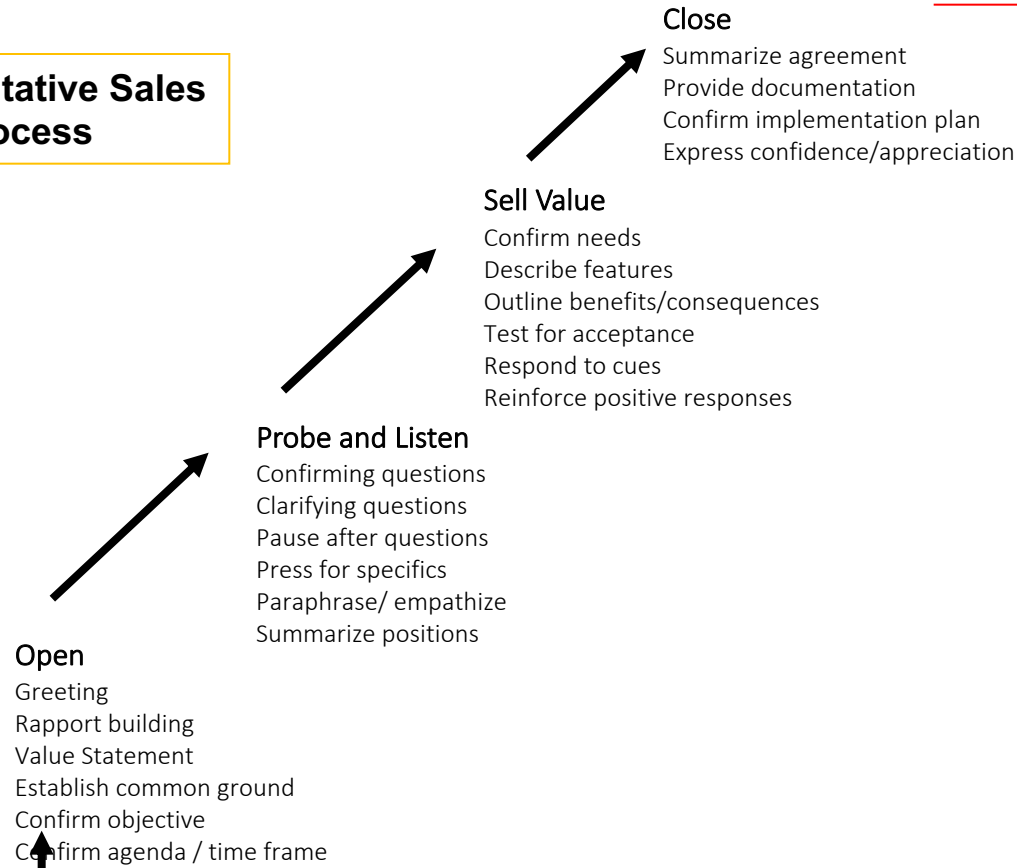 tative Sales
ocess
Close
Summarize agreement
Provide documentation
Confirm implementation plan
Express confidence/appreciation
Sell Value
Confirm needs
Describe features
Outline benefits/consequences
Test for acceptance
Respond to cues
Reinforce positive responses
Probe and Listen
Confirming questions
Clarifying questions
Pause after questions
Press for specifics
Paraphrase/ empathize
Summarize positions
Open
Greeting
Rapport building
Value Statement
Establish common ground
Confirm objective
Confirm agenda / time frame